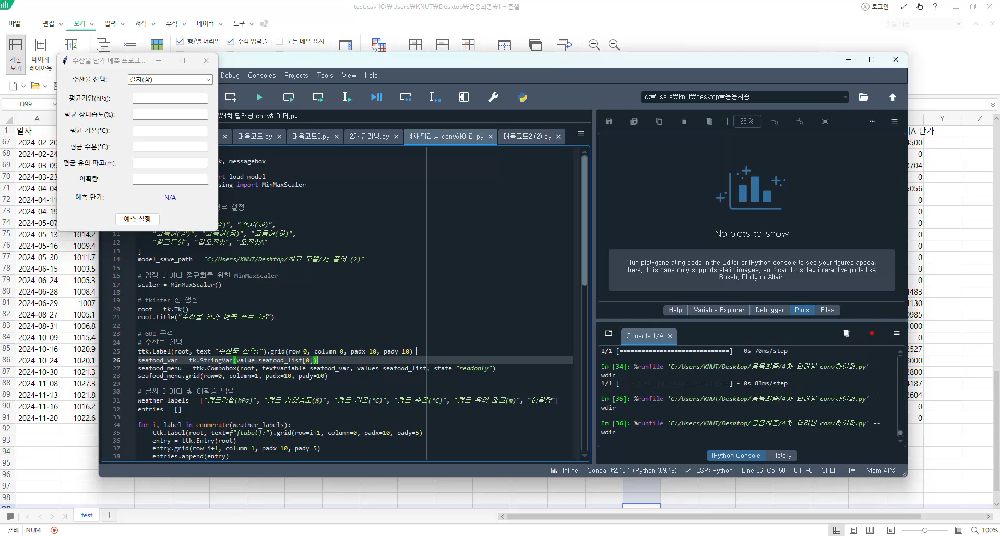 test.csv [C:₩Users₩KNUT₩Desktop₩응용최종₩] - 훈셀
로그인
파일 편집 보기 입력 서식 수식 데이터 도구
찾을 내용
행/열 머리말 수식 입력줄 모든 메모 표시
기본 보기
페이지 레이아웃
수산물 단가 예측 프로그...
수산물 선택: 갈치(상)
평균기압(hPa):
평균 상대습도(%):
평균 기온(°C):
평균 수온(°C):
평균 유의 파고(m):
어획량:
예측 단가: N/A
예측 실행
Debug Consoles Projects Tools View Help
c:₩users₩knut₩desktop₩응용최종
₩4차 딥러닝 conv하이퍼.py
대욱코드.py 대욱코드2.py 2차 딥러닝.py 4차 딥러닝 conv하이퍼.py 대욱코드2 (2).py
k, messagebox
rt load_model
sing import MinMaxScaler
경로 설정
중)", "갈치(하)",
11 "고등어(상)", "고등어(중)", "고등어(하)",
12 "갈고등어", "갑오징어", "오징어A"
13 ]
14 model_save_path = "C:/Users/KNUT/Desktop/최고 모델/새 폴더 (2)"
15
16 # 입력 데이터 정규화를 위한 MinMaxScaler
17 scaler = MinMaxScaler()
18
19 # tkinter 창 생성
20 root = tk.Tk()
21 root.title("수산물 단가 예측 프로그램")
22
23 # GUI 구성
24 # 수산물 선택
25 ttk.Label(root, text="수산물 선택:").grid(row=0, column=0, padx=10, pady=10)
26 seafood_var = tk.StringVar(value=seafood_list[0])
27 seafood_menu = ttk.Combobox(root, textvariable=seafood_var, values=seafood_list, state="readonly")
28 seafood_menu.grid(row=0, column=1, padx=10, pady=10)
29
30 # 날씨 데이터 및 어획량 입력
31 weather_labels = ["평균기압(hPa)", "평균 상대습도(%)", "평균 기온(°C)", "평균 수온(°C)", "평균 유의 파고(m)", "어획량"]
32 entries = []
33
34 for i, label in enumerate(weather_labels):
35 ttk.Label(root, text=f"{label}:").grid(row=i+1, column=0, padx=10, pady=5)
36 entry = ttk.Entry(root)
37 entry.grid(row=i+1, column=1, padx=10, pady=5)
38 entries.append(entry)
23 %
No plots to show
Run plot-generating code in the Editor or IPython console to see your figures appear
here. This pane only supports static images, so it can't display interactive plots like
Bokeh, Plotly or Altair.
Help Variable Explorer Debugger Plots Files
Console 1/A
1/1 [==============================] - 0s 70ms/step
In [34]: %runfile 'C:/Users/KNUT/Desktop/응용최종/4차 딥러닝 conv하이퍼.py' --
wdir
1/1 [==============================] - 0s 83ms/step
In [35]: %runfile 'C:/Users/KNUT/Desktop/응용최종/4차 딥러닝 conv하이퍼.py' --
wdir
In [36]: %runfile 'C:/Users/KNUT/Desktop/응용최종/4차 딥러닝 conv하이퍼.py' --
wdir
IPython Console History
Inline Conda: tf2.10.1 (Python 3.9.19) LSP: Python Line 26, Col 50 UTF-8 CRLF RW Mem 41%
Q99
A Y Z
1 일자 어A 단가
67 2024-02-20 4500
68 2024-02-24 0
69 2024-03-09 3704
70 2024-03-23 0
71 2024-04-04 5056
72 2024-04-11 0
73 2024-04-19 0
74 2024-05-07 0
75 2024-05-13 1014.2 0
76 2024-05-16 1009.4 0
77 2024-05-30 1011.7 0
78 2024-06-15 1003.5 0
79 2024-06-24 1005.3 0
80 2024-06-28 1008.4 4483
81 2024-06-29 1007 4130
82 2024-08-27 1005.1 0985
83 2024-08-31 1006.8 1000
84 2024-10-09 1015.4 0
85 2024-10-16 1020.9 2527
86 2024-10-24 1020.1 3000
87 2024-10-30 1021.3 2800
88 2024-11-08 1027.3 4187
89 2024-11-13 1021.8 2604
90 2024-11-16 1016.2 0
91 2024-11-20 1022.6 0
92
93
94
95
96
97
98
99
test
준비 NUM
100%